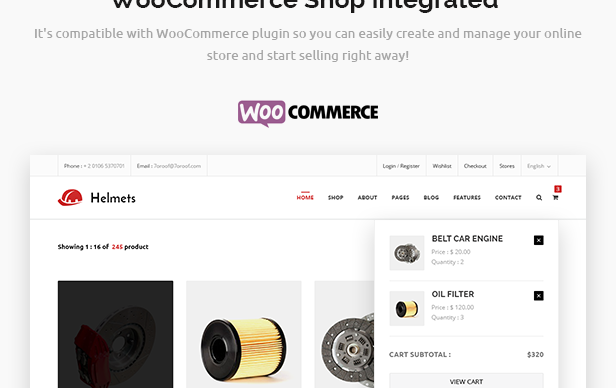 WooCommerce Shop Integrated
It's compatible with WooCommerce plugin so you can easily create and manage your online
store and start selling right away!
WOO COMMERCE
Phone : + 2 0106 5370701 Email : 7oroof@7oroof.com Login / Register Wishlist Checkout Stores English
Helmets HOME SHOP ABOUT PAGES BLOG FEATURES CONTACT 3
Showing 1 : 16 of 245 product
BELT CAR ENGINE
Price : $ 20.00
Quantity : 2
OIL FILTER
Price : $ 120.00
Quantity : 3
CART SUBTOTAL : $320
VIEW CART